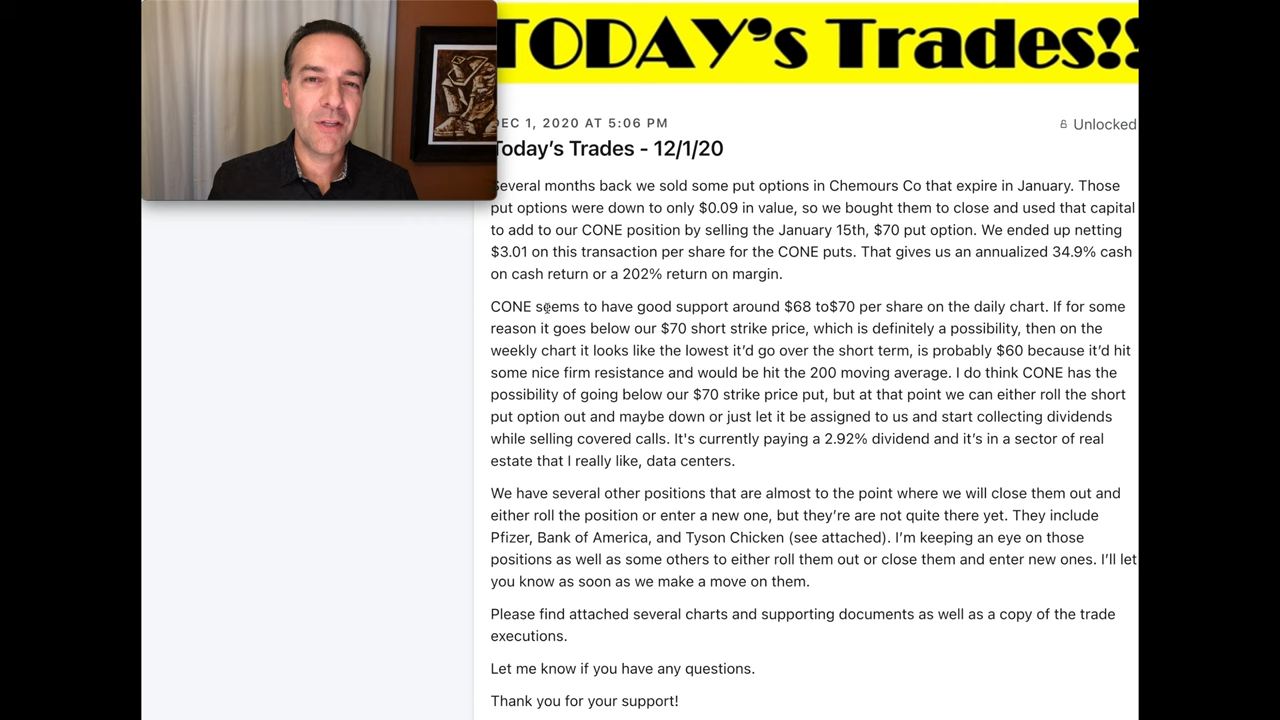 TODAY's Trades!!
DEC 1, 2020 AT 5:06 PM
Unlocked
Today's Trades - 12/1/20
Several months back we sold some put options in Chemours Co that expire in January. Those
put options were down to only $0.09 in value, so we bought them to close and used that capital
to add to our CONE position by selling the January 15th, $70 put option. We ended up netting
$3.01 on this transaction per share for the CONE puts. That gives us an annualized 34.9% cash
on cash return or a 202% return on margin.
CONE seems to have good support around $68 to$70 per share on the daily chart. If for some
reason it goes below our $70 short strike price, which is definitely a possibility, then on the
weekly chart it looks like the lowest it'd go over the short term, is probably $60 because it'd hit
some nice firm resistance and would be hit the 200 moving average. I do think CONE has the
possibility of going below our $70 strike price put, but at that point we can either roll the short
put option out and maybe down or just let it be assigned to us and start collecting dividends
while selling covered calls. It's currently paying a 2.92% dividend and it's in a sector of real
estate that I really like, data centers.
We have several other positions that are almost to the point where we will close them out and
either roll the position or enter a new one, but they're are not quite there yet. They include
Pfizer, Bank of America, and Tyson Chicken (see attached). I'm keeping an eye on those
positions as well as some others to either roll them out or close them and enter new ones. I'll let
you know as soon as we make a move on them.
Please find attached several charts and supporting documents as well as a copy of the trade
executions.
Let me know if you have any questions.
Thank you for your support!